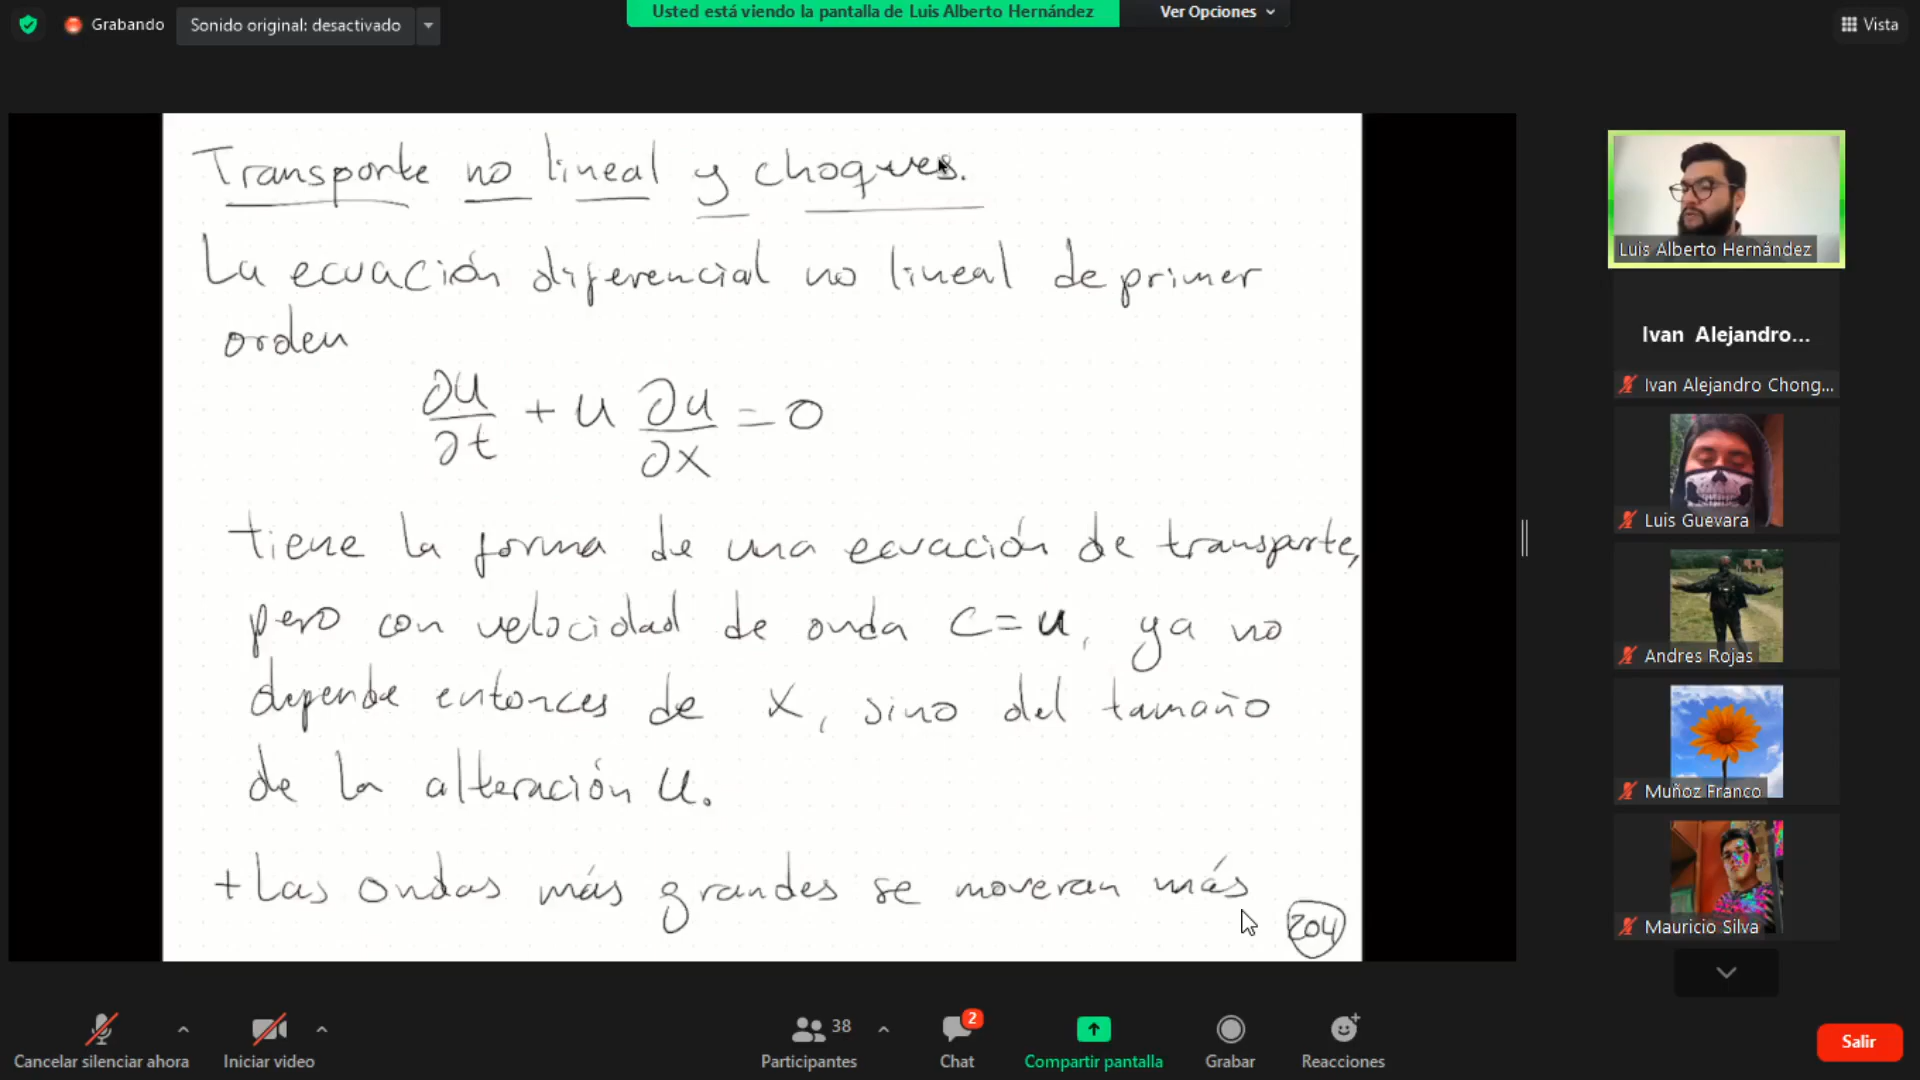 Grabando
Sonido original: desactivado
Usted está viendo la pantalla de Luis Alberto Hernández
Ver Opciones
Vista
Transporte no lineal y choques.
La ecuación diferencial no lineal de primer
orden
∂u/∂t + u ∂u/∂x = 0
tiene la forma de una ecuación de transporte,
pero con velocidad de onda c=u, ya no
depende entonces de x, sino del tamaño
de la alteración u.
+ Las ondas más grandes se moveran más
204
Luis Alberto Hernández
Ivan Alejandro...
Ivan Alejandro Chong...
Luis Guevara
Andres Rojas
Muñoz Franco
Mauricio Silva
Cancelar silenciar ahora
Iniciar video
38
Participantes
2
Chat
Compartir pantalla
Grabar
Reacciones
Salir